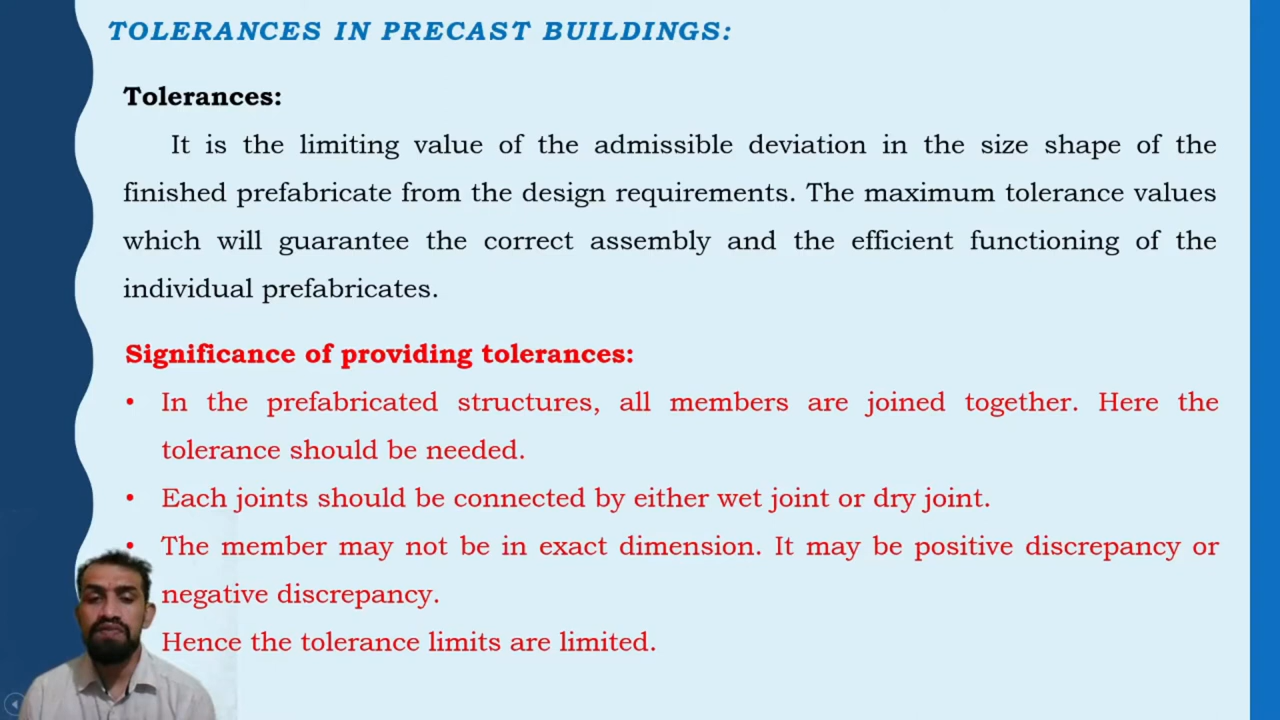 TOLERANCES IN PRECAST BUILDINGS:
Tolerances:
It is the limiting value of the admissible deviation in the size shape of the
finished prefabricate from the design requirements. The maximum tolerance values
which will guarantee the correct assembly and the efficient functioning of the
individual prefabricates.
Significance of providing tolerances:
• In the prefabricated structures, all members are joined together. Here the
tolerance should be needed.
• Each joints should be connected by either wet joint or dry joint.
• The member may not be in exact dimension. It may be positive discrepancy or
negative discrepancy.
Hence the tolerance limits are limited.